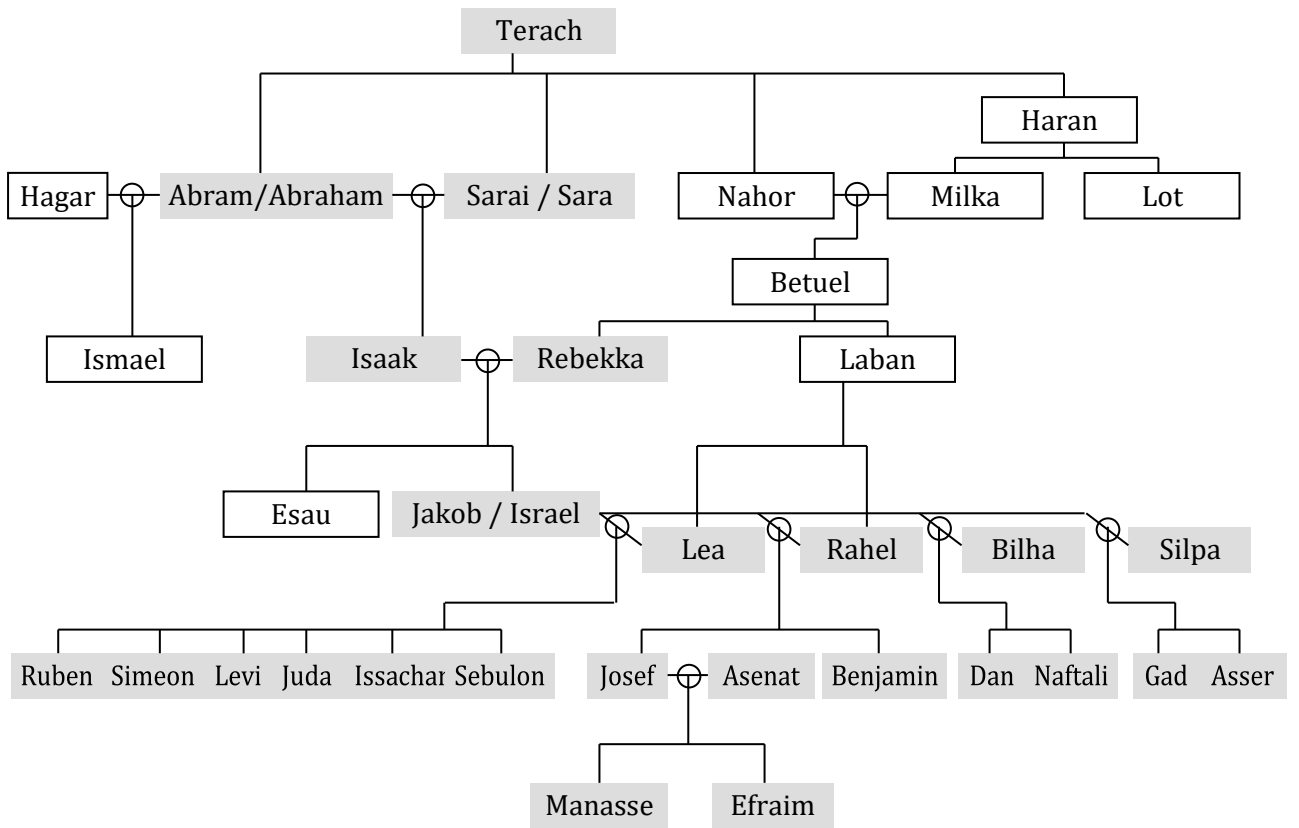 Terach
Haran
Hagar Abram/Abraham Sarai / Sara Nahor Milka Lot
Betuel
Ismael Isaak Rebekka Laban
Esau Jakob / Israel Lea Rahel Bilha Silpa
Ruben Simeon Levi Juda Issachar Sebulon Josef Asenat Benjamin Dan Naftali Gad Asser
Manasse Efraim